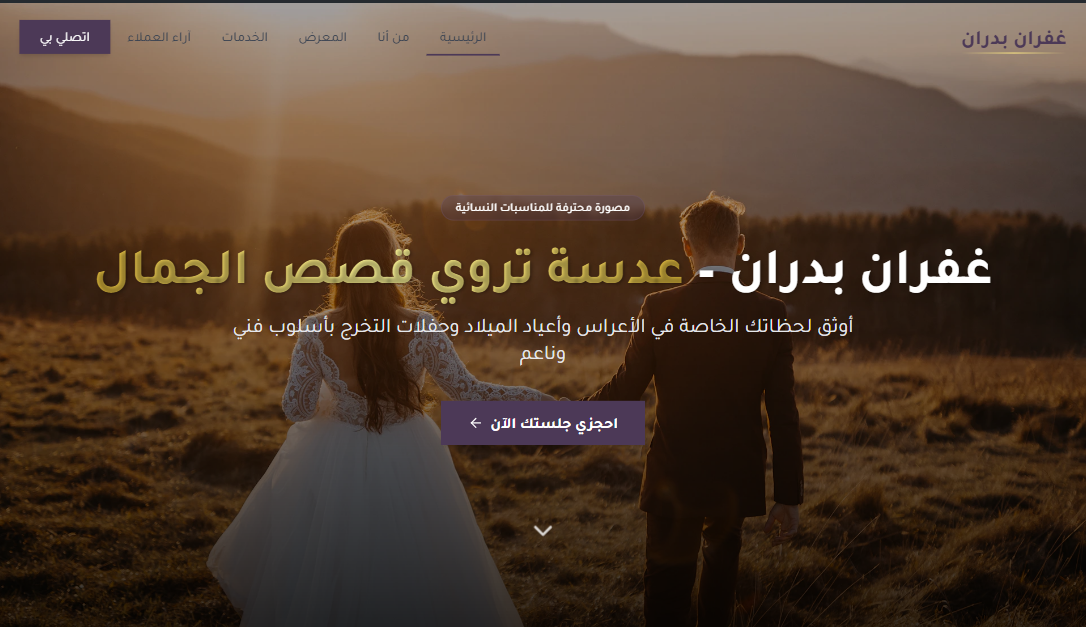 غفران بدران
الرئيسية
من أنا
المعرض
الخدمات
آراء العملاء
اتصلي بي
مصورة محترفة للمناسبات النسائية
غفران بدران - عدسة تروي قصص الجمال
أوثق لحظاتك الخاصة في الأعراس وأعياد الميلاد وحفلات التخرج بأسلوب فني
وناعم
احجزي جلستك الآن ←